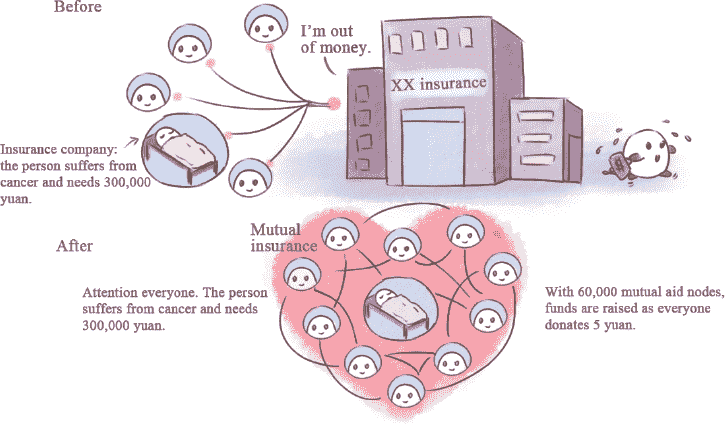 Before
I'm out
of money.
XX insurance
Insurance company:
the person suffers from
cancer and needs 300,000
yuan.
After
Mutual
insurance
Attention everyone. The person
suffers from cancer and needs
300,000 yuan.
With 60,000 mutual aid nodes,
funds are raised as everyone
donates 5 yuan.